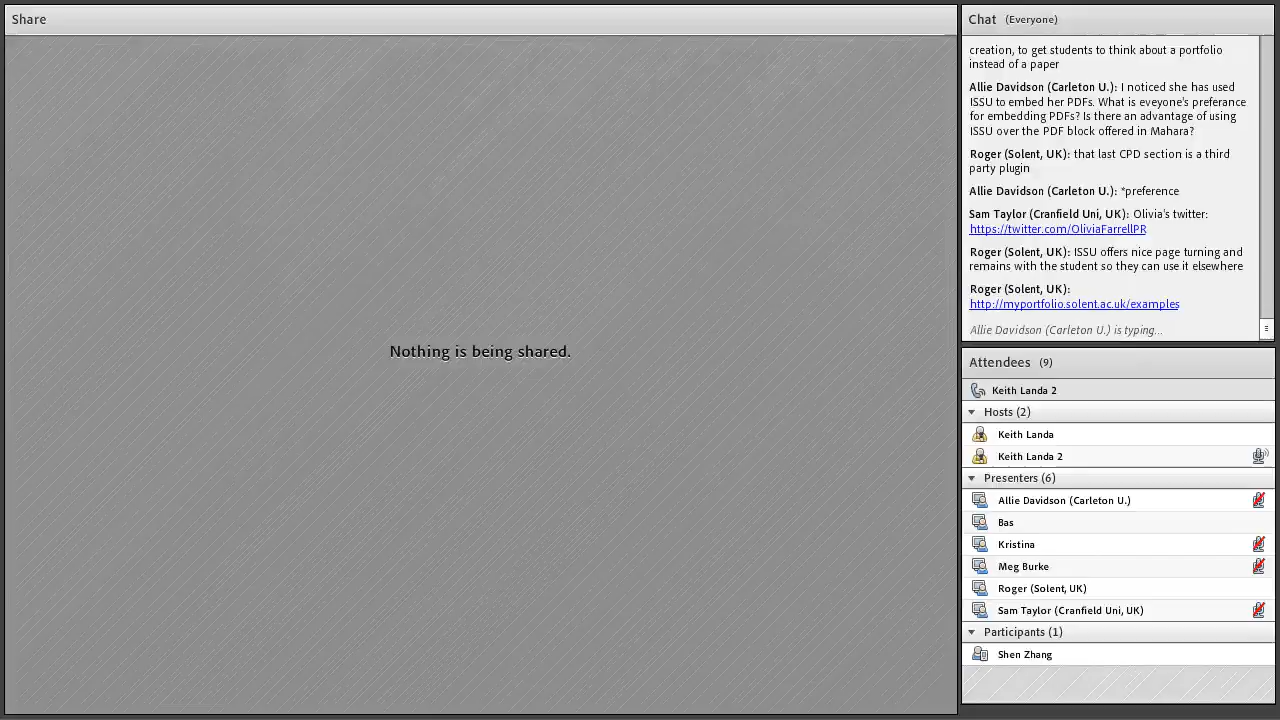 Share
Nothing is being shared.
Chat (Everyone)
creation, to get students to think about a portfolio
instead of a paper
Allie Davidson (Carleton U.): I noticed she has used
ISSU to embed her PDFs. What is eveyone's preferance
for embedding PDFs? Is there an advantage of using
ISSU over the PDF block offered in Mahara?
Roger (Solent, UK): that last CPD section is a third
party plugin
Allie Davidson (Carleton U.): *preference
Sam Taylor (Cranfield Uni, UK): Olivia's twitter:
https://twitter.com/OliviaFarrellPR
Roger (Solent, UK): ISSU offers nice page turning and
remains with the student so they can use it elsewhere
Roger (Solent, UK):
http://myportfolio.solent.ac.uk/examples
Allie Davidson (Carleton U.) is typing...
Attendees (9)
Keith Landa 2
Hosts (2)
Keith Landa
Keith Landa 2
Presenters (6)
Allie Davidson (Carleton U.)
Bas
Kristina
Meg Burke
Roger (Solent, UK)
Sam Taylor (Cranfield Uni, UK)
Participants (1)
Shen Zhang